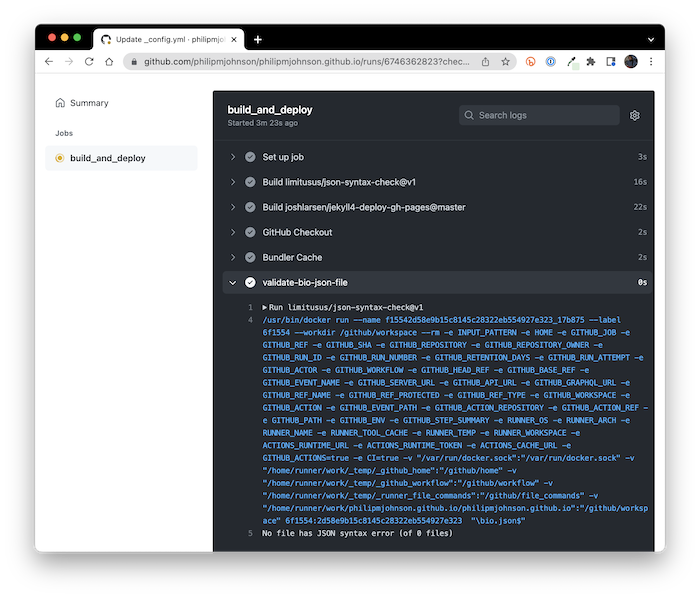 Update _config.yml · philipmjo
github.com/philipmjohnson/philipmjohnson.github.io/runs/6746362823?chec...
Summary
Jobs
build_and_deploy
build_and_deploy
Started 3m 23s ago
Search logs
Set up job 3s
Build limitusus/json-syntax-check@v1 16s
Build joshlarsen/jekyll4-deploy-gh-pages@master 22s
GitHub Checkout 2s
Bundler Cache 2s
validate-bio-json-file 0s
1 Run limitusus/json-syntax-check@v1
4 /usr/bin/docker run --name f15542d58e9b15c8145c28322eb554927e323_17b875 --label
6f1554 --workdir /github/workspace --rm -e INPUT_PATTERN -e HOME -e GITHUB_JOB -e
GITHUB_REF -e GITHUB_SHA -e GITHUB_REPOSITORY -e GITHUB_REPOSITORY_OWNER -e
GITHUB_RUN_ID -e GITHUB_RUN_NUMBER -e GITHUB_RETENTION_DAYS -e GITHUB_RUN_ATTEMPT -e
GITHUB_ACTOR -e GITHUB_WORKFLOW -e GITHUB_HEAD_REF -e GITHUB_BASE_REF -e
GITHUB_EVENT_NAME -e GITHUB_SERVER_URL -e GITHUB_API_URL -e GITHUB_GRAPHQL_URL -e
GITHUB_REF_NAME -e GITHUB_REF_PROTECTED -e GITHUB_REF_TYPE -e GITHUB_WORKSPACE -e
GITHUB_ACTION -e GITHUB_EVENT_PATH -e GITHUB_ACTION_REPOSITORY -e GITHUB_ACTION_REF -
e GITHUB_PATH -e GITHUB_ENV -e GITHUB_STEP_SUMMARY -e RUNNER_OS -e RUNNER_ARCH -e
RUNNER_NAME -e RUNNER_TOOL_CACHE -e RUNNER_TEMP -e RUNNER_WORKSPACE -e
ACTIONS_RUNTIME_URL -e ACTIONS_RUNTIME_TOKEN -e ACTIONS_CACHE_URL -e
GITHUB_ACTIONS=true -e CI=true -v "/var/run/docker.sock":"/var/run/docker.sock" -v
"/home/runner/work/_temp/_github_home":"/github/home" -v
"/home/runner/work/_temp/_github_workflow":"/github/workflow" -v
"/home/runner/work/_temp/_runner_file_commands":"/github/file_commands" -v
"/home/runner/work/philipmjohnson.github.io/philipmjohnson.github.io":"/github/worksp
ace" 6f1554:2d58e9b15c8145c28322eb554927e323 "\bio.json$"
5 No file has JSON syntax error (of 0 files)